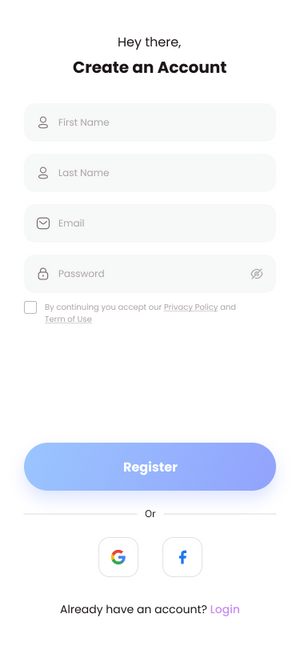 Hey there,
Create an Account
First Name
Last Name
Email
Password
By continuing you accept our Privacy Policy and
Term of Use
Register
Or
Already have an account? Login